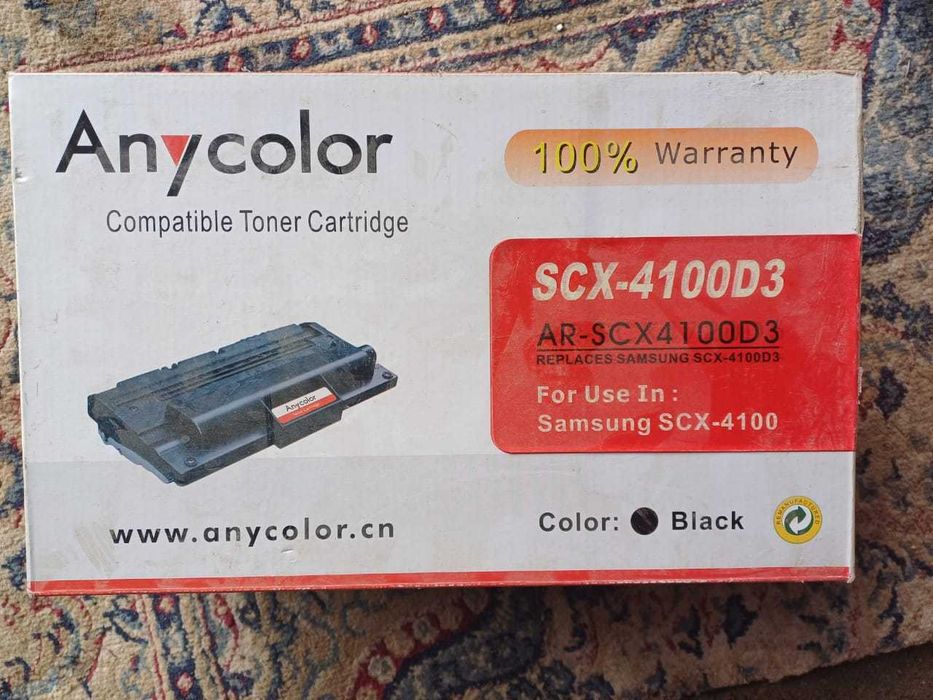 Anycolor
Compatible Toner Cartridge
100% Warranty
SCX-4100D3
AR-SCX4100D3
REPLACES SAMSUNG SCX-4100D3
For Use In :
Samsung SCX-4100
Anycolor
www.anycolor.cn
Color: Black
REMANUFACTURED